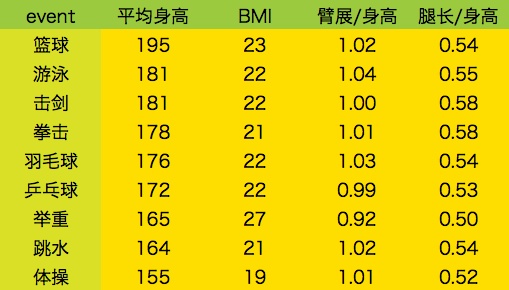 event 平均身高 BMI 臂展/身高 腿长/身高
篮球 195 23 1.02 0.54
游泳 181 22 1.04 0.55
击剑 181 22 1.00 0.58
拳击 178 21 1.01 0.58
羽毛球 176 22 1.03 0.54
乒乓球 172 22 0.99 0.53
举重 165 27 0.92 0.50
跳水 164 21 1.02 0.54
体操 155 19 1.01 0.52